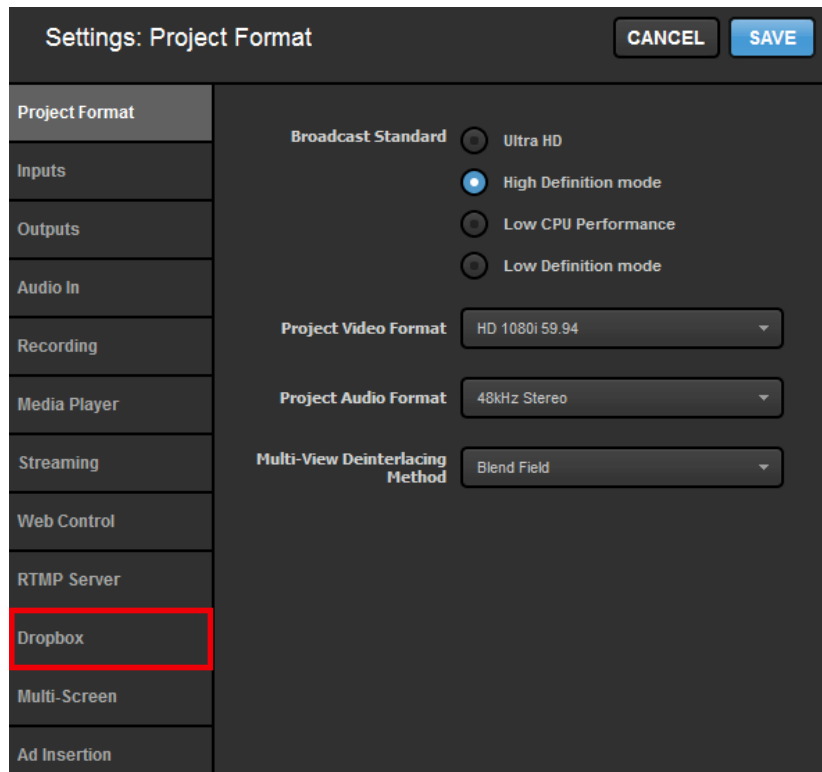 Settings: Project Format
CANCEL
SAVE
Project Format
Inputs
Outputs
Audio In
Recording
Media Player
Streaming
Web Control
RTMP Server
Dropbox
Multi-Screen
Ad Insertion
Broadcast Standard
Ultra HD
High Definition mode
Low CPU Performance
Low Definition mode
Project Video Format
HD 1080i 59.94
Project Audio Format
48kHz Stereo
Multi-View Deinterlacing
Method
Blend Field